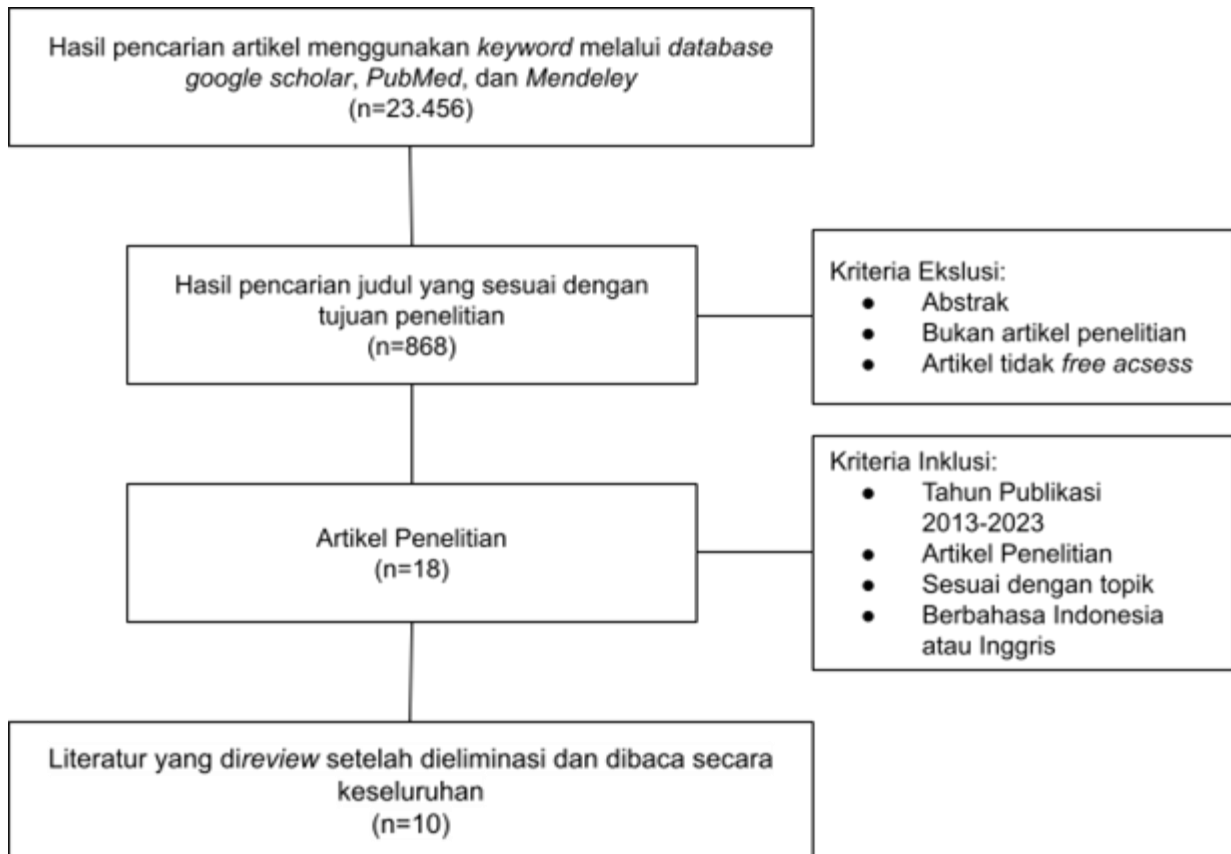 Hasil pencarian artikel menggunakan keyword melalui database
google scholar, PubMed, dan Mendeley
(n=23.456)
Hasil pencarian judul yang sesuai dengan
tujuan penelitian
(n=868)
Kriteria Ekslusi:
● Abstrak
● Bukan artikel penelitian
● Artikel tidak free acsess
Artikel Penelitian
(n=18)
Kriteria Inklusi:
● Tahun Publikasi
2013-2023
● Artikel Penelitian
● Sesuai dengan topik
● Berbahasa Indonesia
atau Inggris
Literatur yang direview setelah dieliminasi dan dibaca secara
keseluruhan
(n=10)